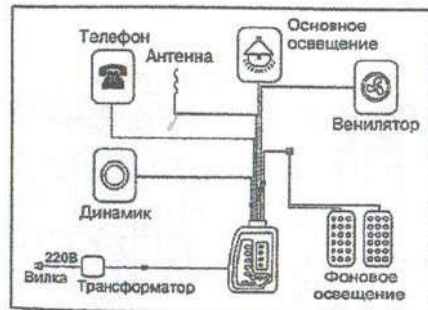 Основное
освещение
Телефон
Антенна
Венилятор
Динамик
220В
Вилка
Трансформатор
Фоновое
освещение